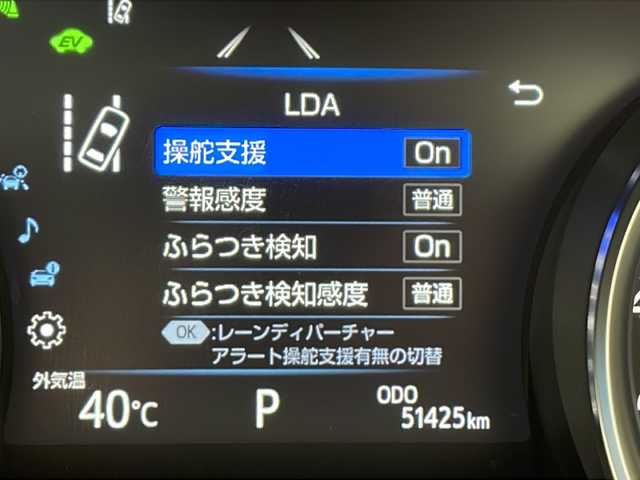 EV
LDA
操舵支援 On
警報感度 普通
ふらつき検知 On
ふらつき検知感度 普通
OK :レーンディパーチャー
アラート操舵支援有無の切替
外気温
40℃ P ODO
51425km